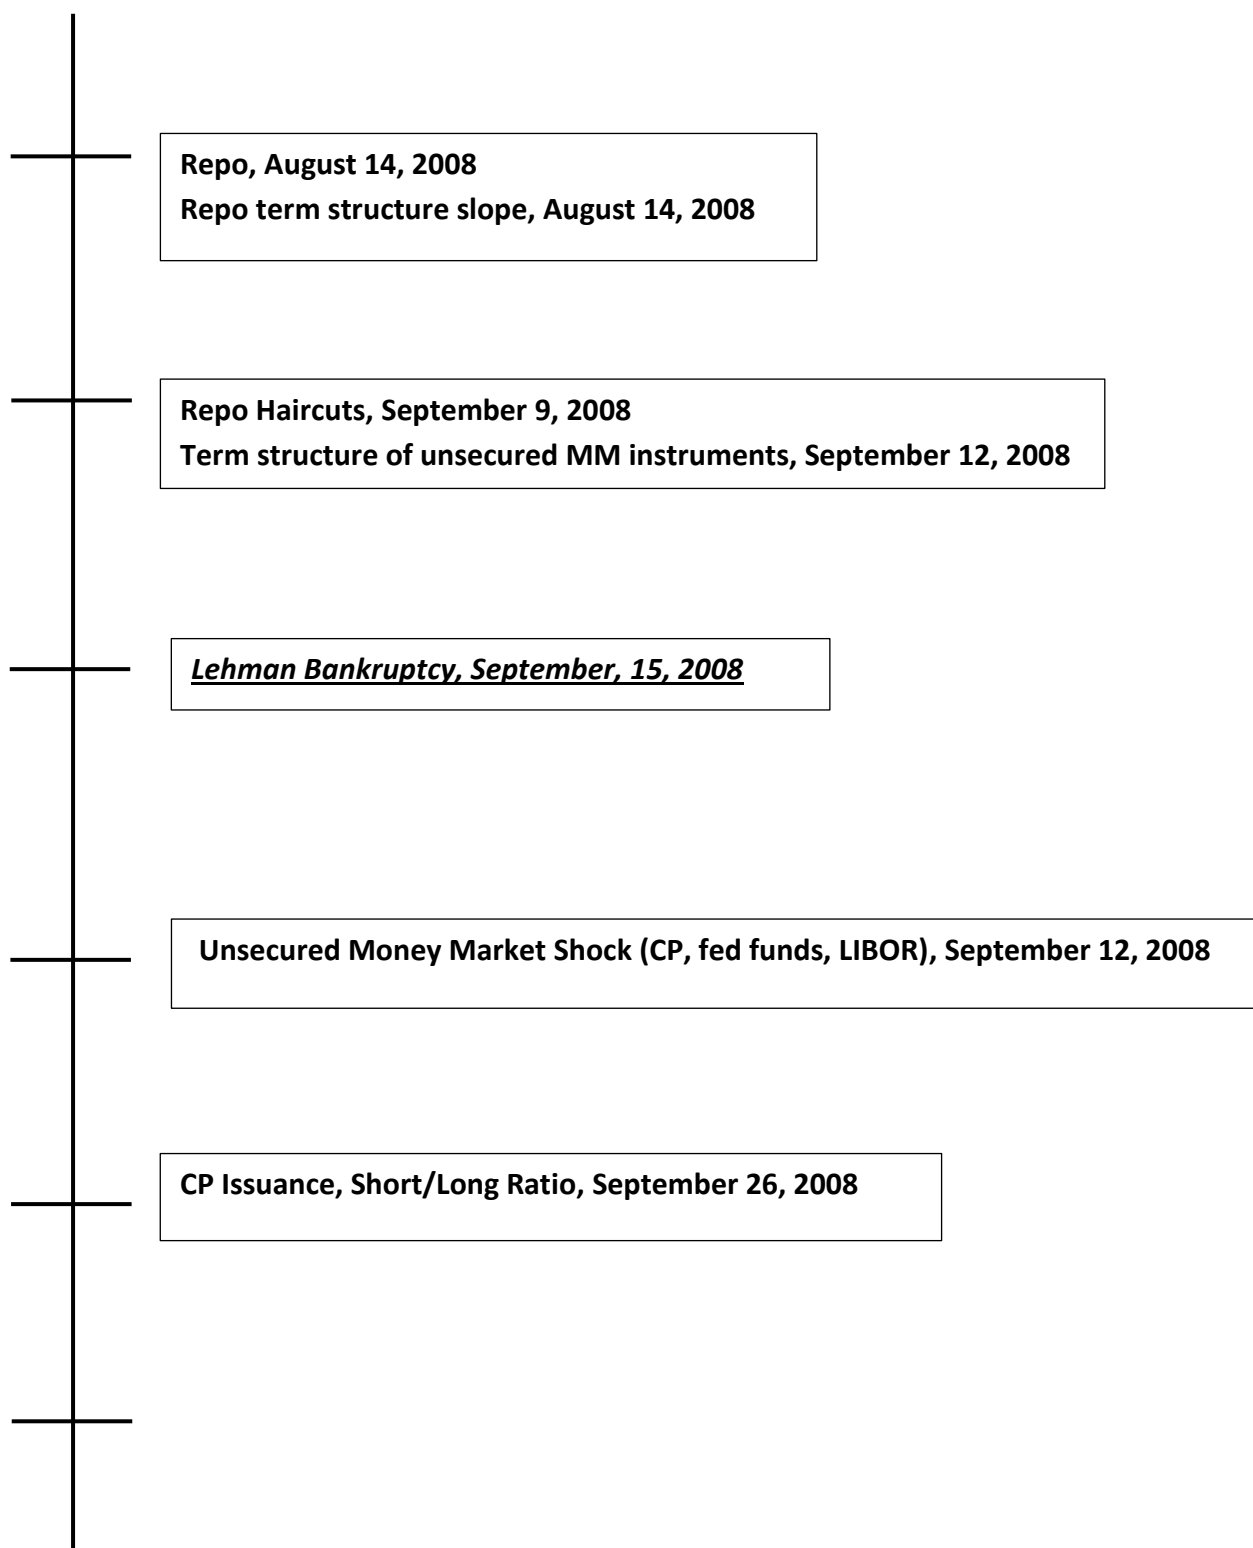 Repo, August 14, 2008
Repo term structure slope, August 14, 2008
Repo Haircuts, September 9, 2008
Term structure of unsecured MM instruments, September 12, 2008
Lehman Bankruptcy, September, 15, 2008
Unsecured Money Market Shock (CP, fed funds, LIBOR), September 12, 2008
CP Issuance, Short/Long Ratio, September 26, 2008